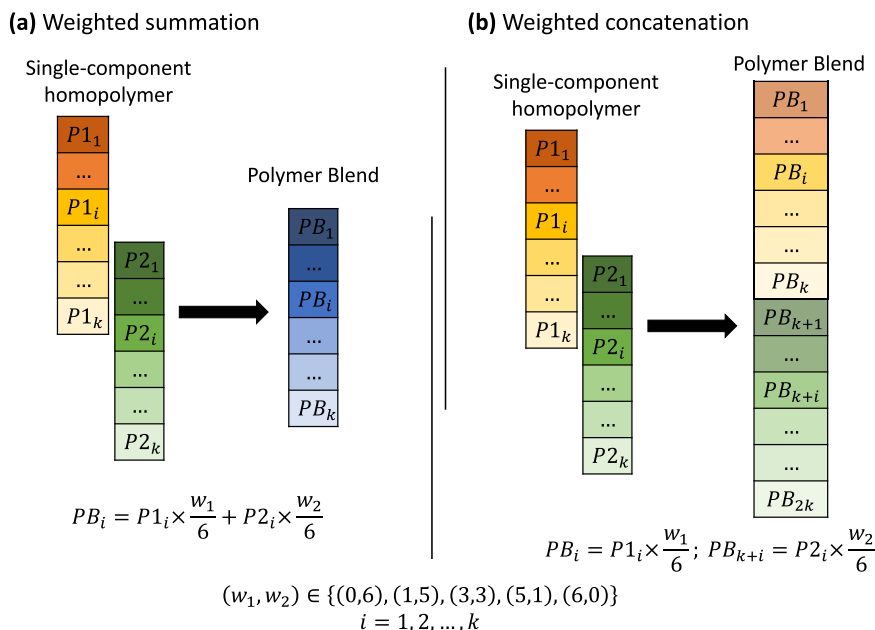 (a) Weighted summation
Single-component
homopolymer
P1₁
...
P1ᵢ
...
...
P1ₖ
P2₁
...
P2ᵢ
...
...
P2ₖ
Polymer Blend
PB₁
...
PBᵢ
...
...
PBₖ
PBᵢ = P1ᵢ × w₁/6 + P2ᵢ × w₂/6
(b) Weighted concatenation
Single-component
homopolymer
P1₁
...
P1ᵢ
...
...
P1ₖ
P2₁
...
P2ᵢ
...
...
P2ₖ
Polymer Blend
PB₁
...
PBᵢ
...
...
PBₖ
PBₖ₊₁
...
PBₖ₊ᵢ
...
...
PB₂ₖ
PBᵢ = P1ᵢ × w₁/6 ; PBₖ₊ᵢ = P2ᵢ × w₂/6
(w₁, w₂) ∈ {(0,6), (1,5), (3,3), (5,1), (6,0)}
i = 1, 2, ..., k